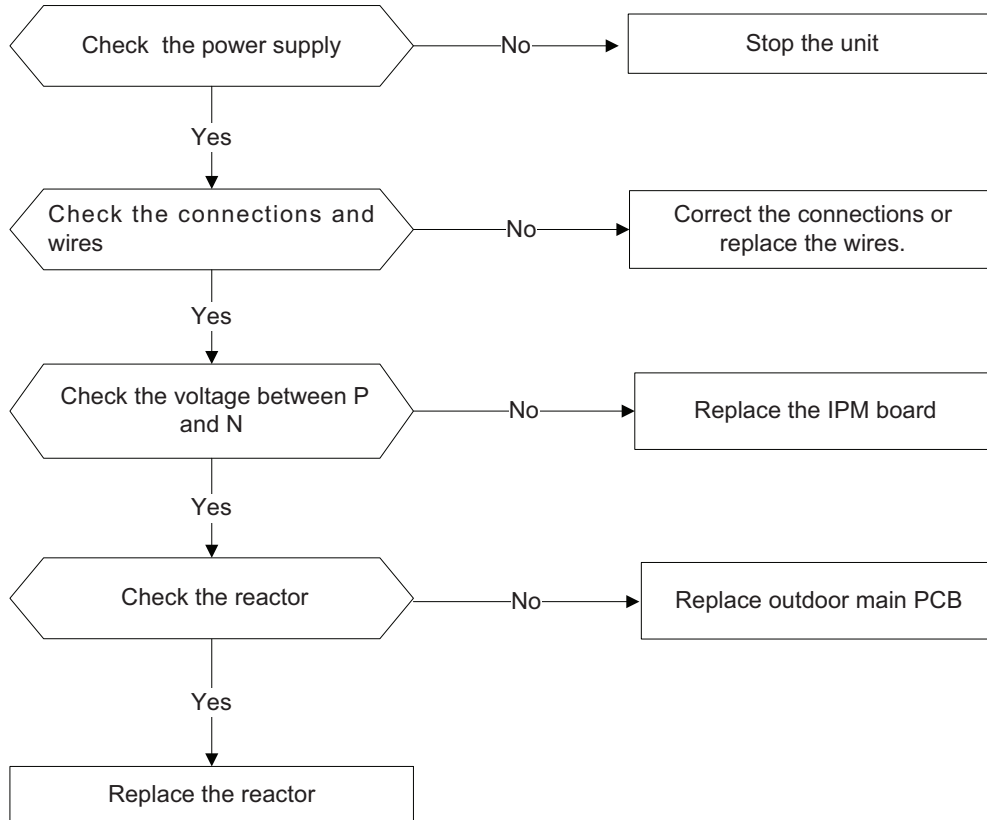 Check the power supply
No
Stop the unit
Yes
Check the connections and
wires
No
Correct the connections or
replace the wires.
Yes
Check the voltage between P
and N
No
Replace the IPM board
Yes
Check the reactor
No
Replace outdoor main PCB
Yes
Replace the reactor